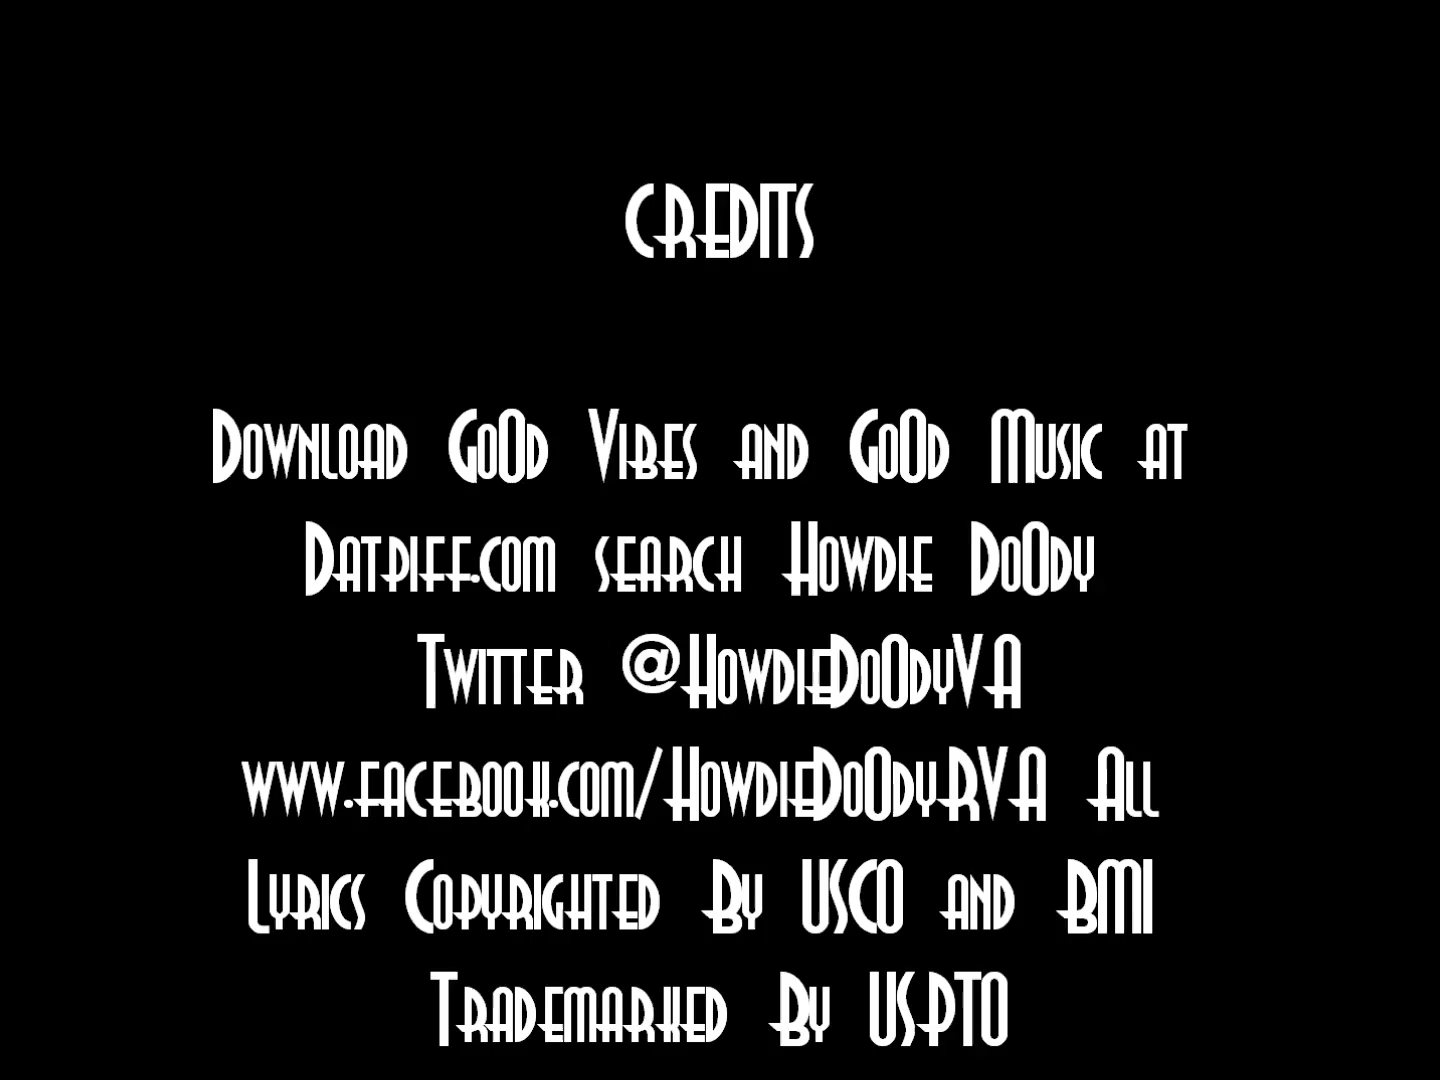 CREDITS
Download GoOd Vibes and GoOd Music at
Datpiff.com search Howdie DoOdy
Twitter @HowdieDoOdyVA
www.facebook.com/HowdieDoOdyRVA All
Lyrics Copyrighted By USCO and BMI
Trademarked By USPTO